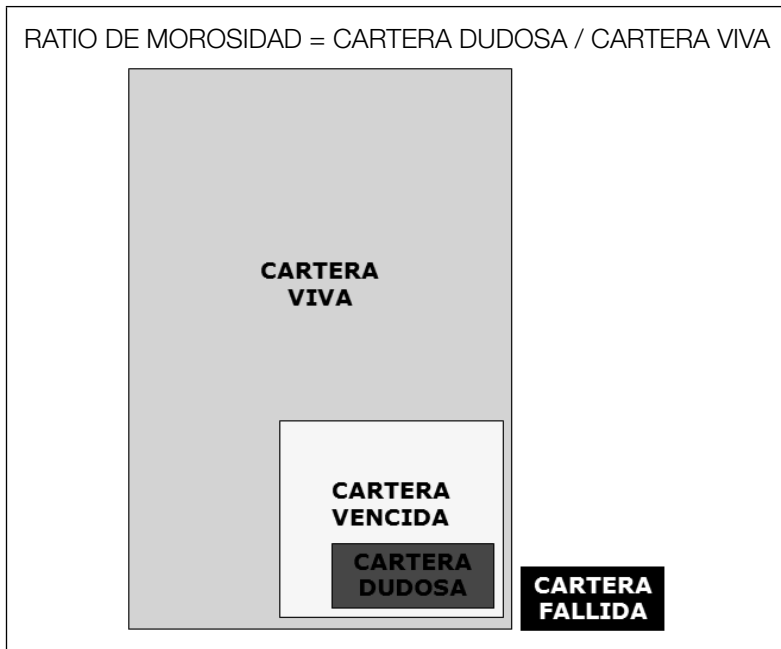 RATIO DE MOROSIDAD = CARTERA DUDOSA / CARTERA VIVA
CARTERA
VIVA
CARTERA
VENCIDA
CARTERA
DUDOSA
CARTERA
FALLIDA